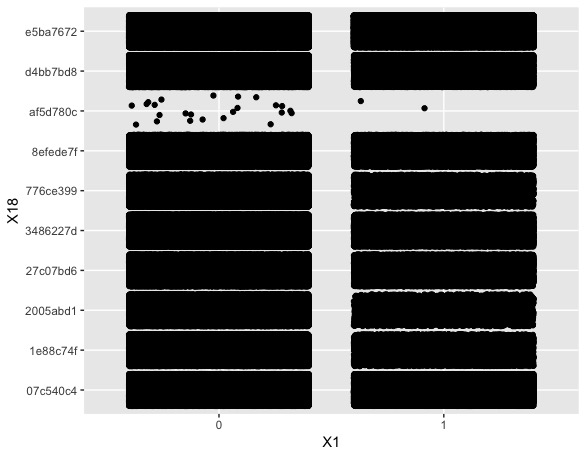 e5ba7672
d4bb7bd8
af5d780c
8efede7f
776ce399
3486227d
27c07bd6
2005abd1
1e88c74f
07c540c4
X18
0 1
X1